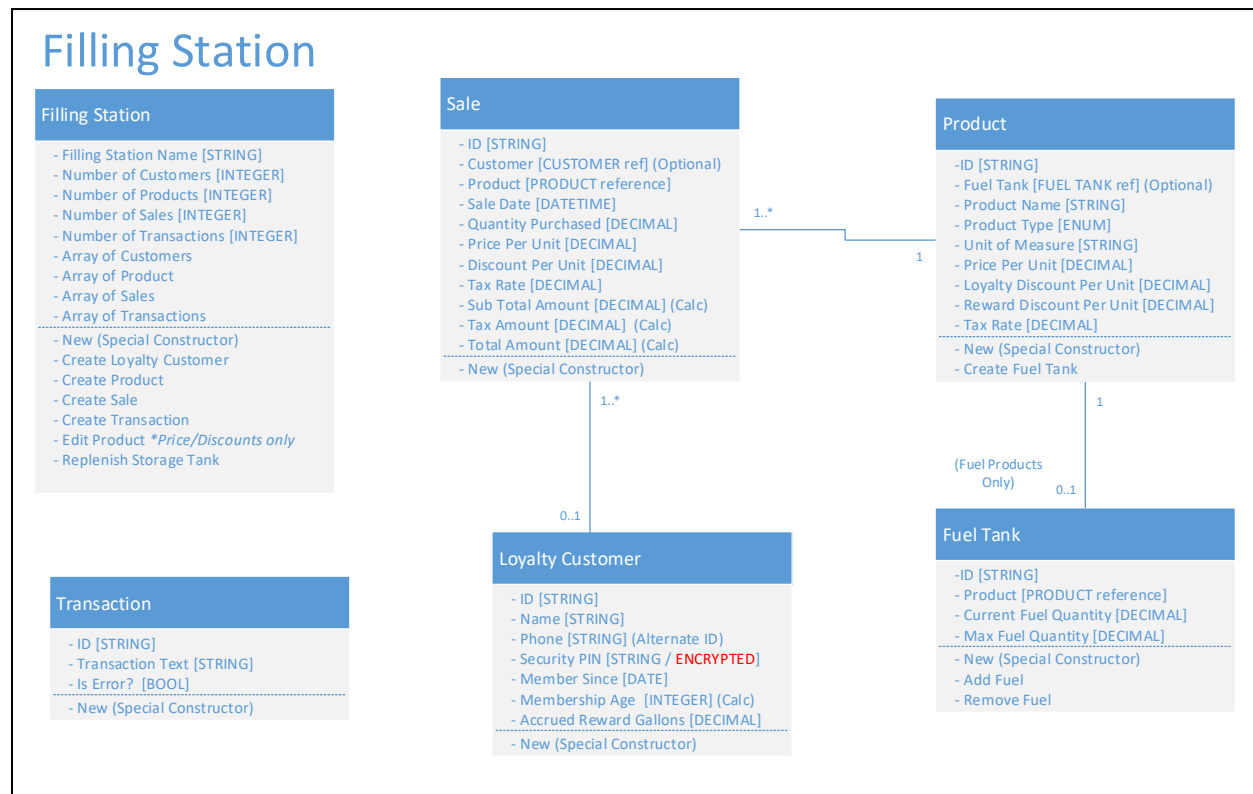 Filling Station
Filling Station
- Filling Station Name [STRING]
- Number of Customers [INTEGER]
- Number of Products [INTEGER]
- Number of Sales [INTEGER]
- Number of Transactions [INTEGER]
- Array of Customers
- Array of Product
- Array of Sales
- Array of Transactions
- New (Special Constructor)
- Create Loyalty Customer
- Create Product
- Create Sale
- Create Transaction
- Edit Product *Price/Discounts only
- Replenish Storage Tank
Sale
- ID [STRING]
- Customer [CUSTOMER ref] (Optional)
- Product [PRODUCT reference]
- Sale Date [DATETIME]
- Quantity Purchased [DECIMAL]
- Price Per Unit [DECIMAL]
- Discount Per Unit [DECIMAL]
- Tax Rate [DECIMAL]
- Sub Total Amount [DECIMAL] (Calc)
- Tax Amount [DECIMAL]  (Calc)
- Total Amount [DECIMAL] (Calc)
- New (Special Constructor)
1..*
1
Product
-ID [STRING]
- Fuel Tank [FUEL TANK ref] (Optional)
- Product Name [STRING]
- Product Type [ENUM]
- Unit of Measure [STRING]
- Price Per Unit [DECIMAL]
- Loyalty Discount Per Unit [DECIMAL]
- Reward Discount Per Unit [DECIMAL]
- Tax Rate [DECIMAL]
- New (Special Constructor)
- Create Fuel Tank
1..*
0..1
1
(Fuel Products
Only)
0..1
Transaction
- ID [STRING]
- Transaction Text [STRING]
- Is Error?  [BOOL]
- New (Special Constructor)
Loyalty Customer
- ID [STRING]
- Name [STRING]
- Phone [STRING] (Alternate ID)
- Security PIN [STRING / ENCRYPTED]
- Member Since [DATE]
- Membership Age  [INTEGER] (Calc)
- Accrued Reward Gallons [DECIMAL]
- New (Special Constructor)
Fuel Tank
-ID [STRING]
- Product [PRODUCT reference]
- Current Fuel Quantity [DECIMAL]
- Max Fuel Quantity [DECIMAL]
- New (Special Constructor)
- Add Fuel
- Remove Fuel